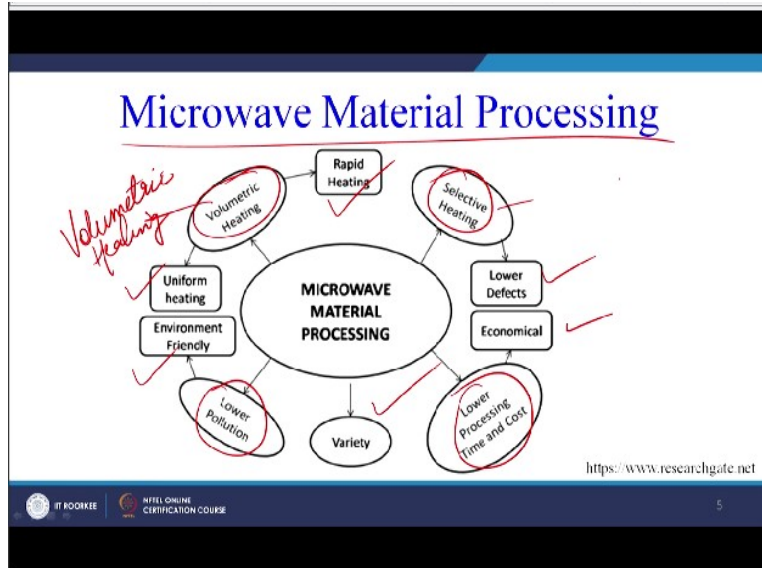 Microwave Material Processing
Volumetric
Heating
Volumetric
Heating
Rapid
Heating
Selective
Heating
Uniform
heating
Lower
Defects
MICROWAVE
MATERIAL
PROCESSING
Environment
Friendly
Economical
Lower
Pollution
Variety
Lower
Processing
Time and Cost
https://www.researchgate.net
IIT ROORKEE
NPTEL ONLINE
CERTIFICATION COURSE
5